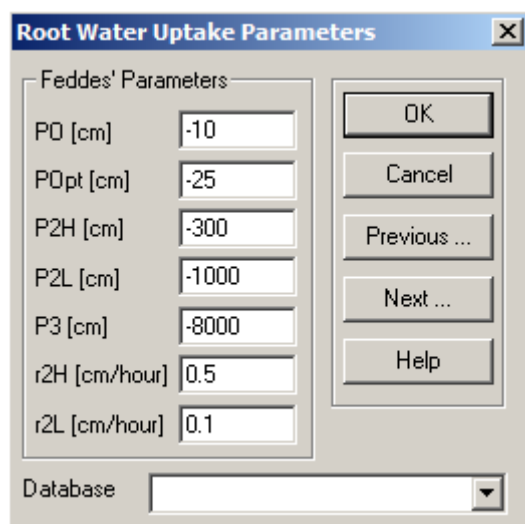 Root Water Uptake Parameters
Feddes' Parameters
P0 [cm] -10
POpt [cm] -25
P2H [cm] -300
P2L [cm] -1000
P3 [cm] -8000
r2H [cm/hour] 0.5
r2L [cm/hour] 0.1
OK
Cancel
Previous ...
Next ...
Help
Database